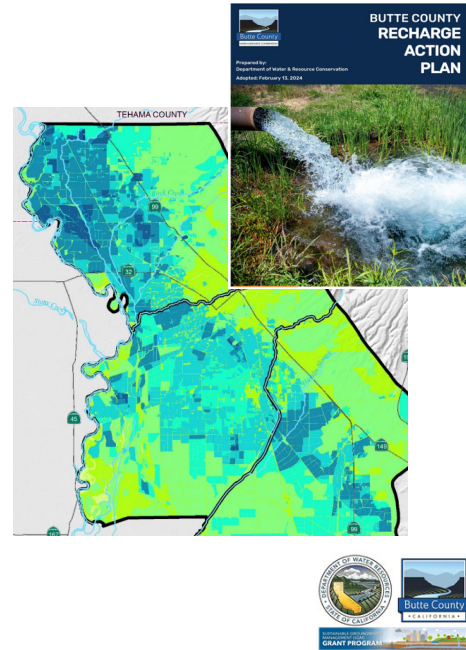 Butte County
BUTTE COUNTY
RECHARGE
ACTION
PLAN
Prepared by:
Department of Water & Resource Conservation
Adopted: February 13, 2024
TEHAMA COUNTY
99
32
45
149
99
DEPARTMENT OF WATER RESOURCES
STATE OF CALIFORNIA
Butte County
• CALIFORNIA •
SUSTAINABLE GROUNDWATER
MANAGEMENT (SGM)
GRANT PROGRAM